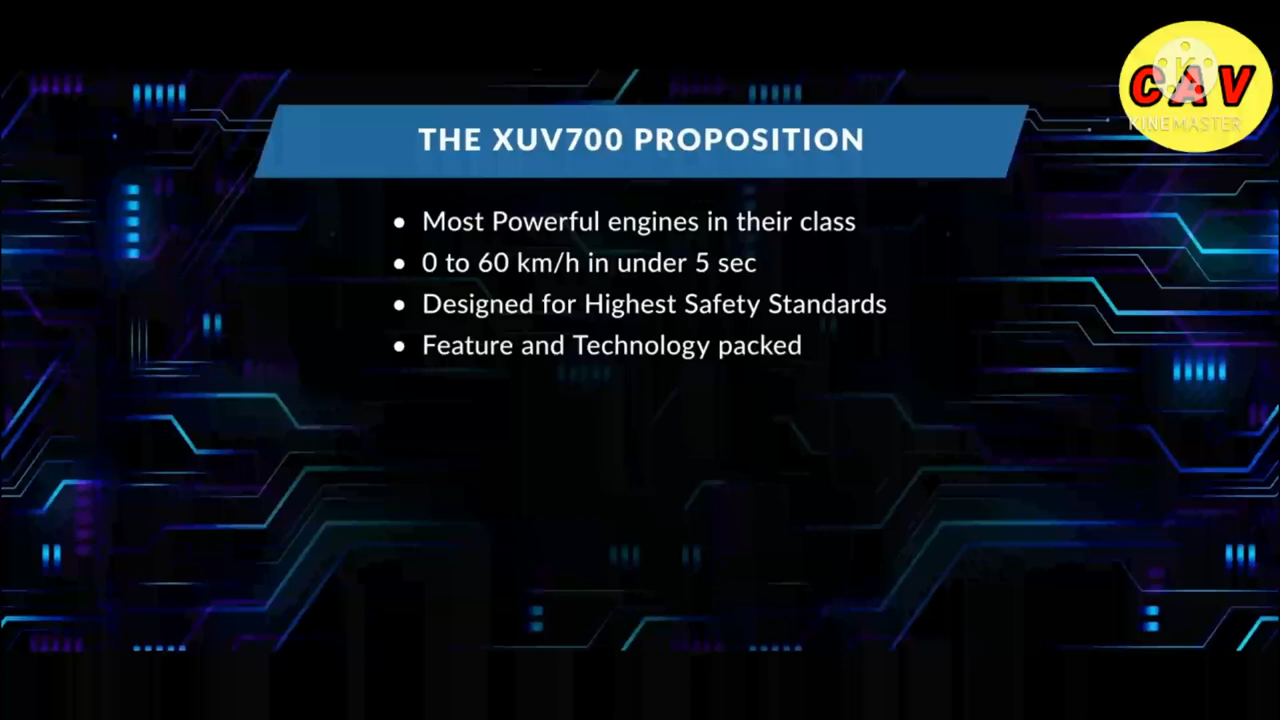 CAV
KINEMASTER
THE XUV700 PROPOSITION
• Most Powerful engines in their class
• 0 to 60 km/h in under 5 sec
• Designed for Highest Safety Standards
• Feature and Technology packed